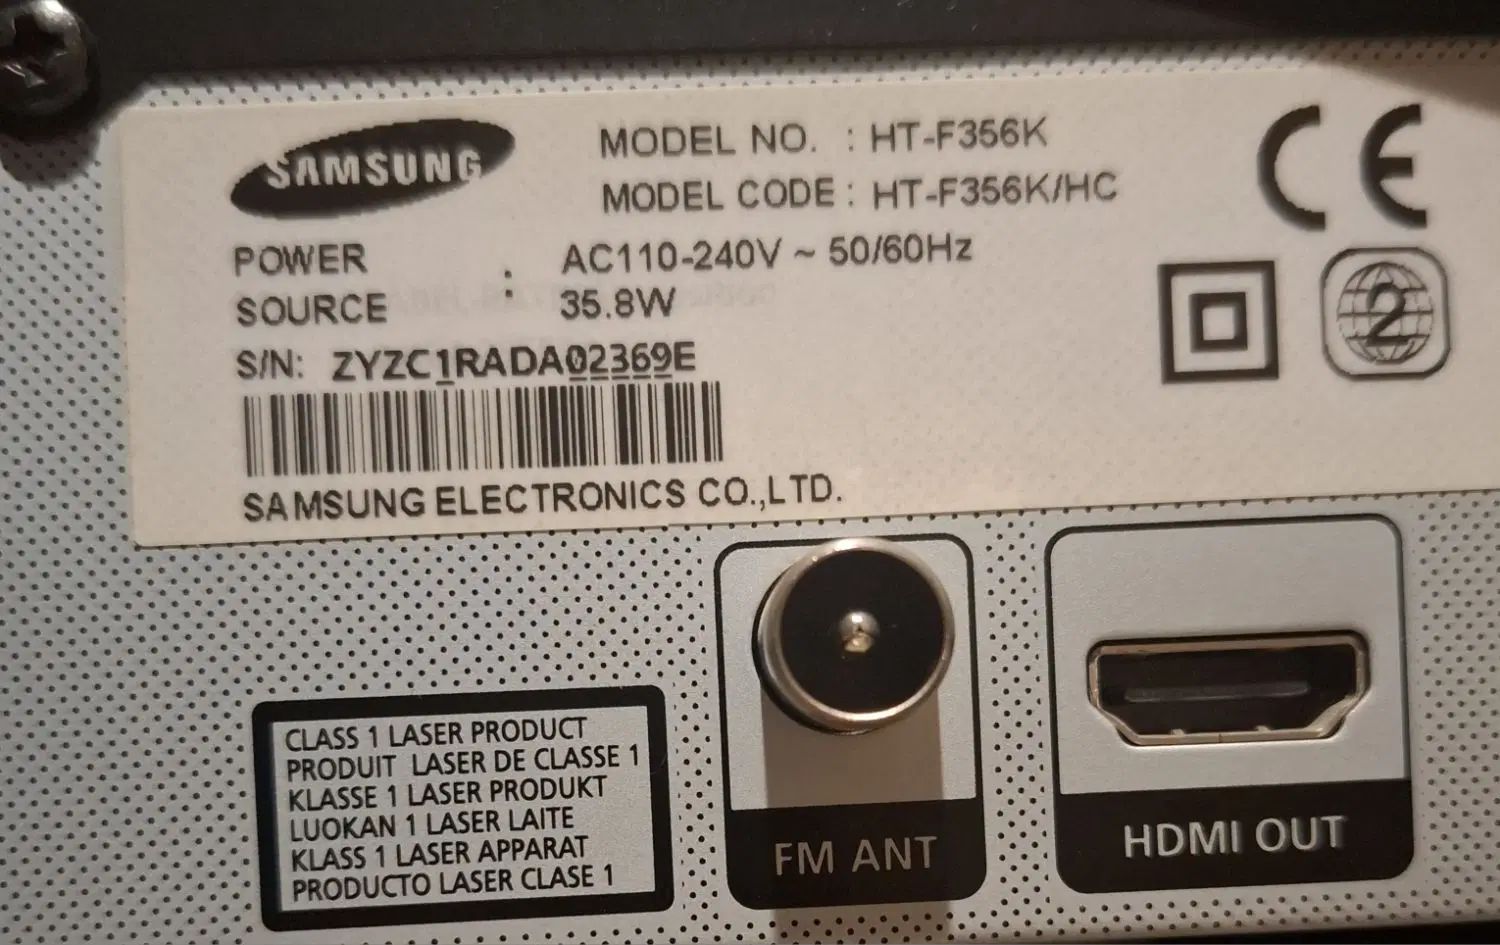 SAMSUNG
MODEL NO. : HT-F356K
MODEL CODE : HT-F356K/HC
POWER SOURCE : AC110-240V ~ 50/60Hz
35.8W
S/N: ZYZC1RADA02369E
SAMSUNG ELECTRONICS CO.,LTD.
CE
2
CLASS 1 LASER PRODUCT
PRODUIT LASER DE CLASSE 1
KLASSE 1 LASER PRODUKT
LUOKAN 1 LASER LAITE
KLASS 1 LASER APPARAT
PRODUCTO LASER CLASE 1
FM ANT
HDMI OUT